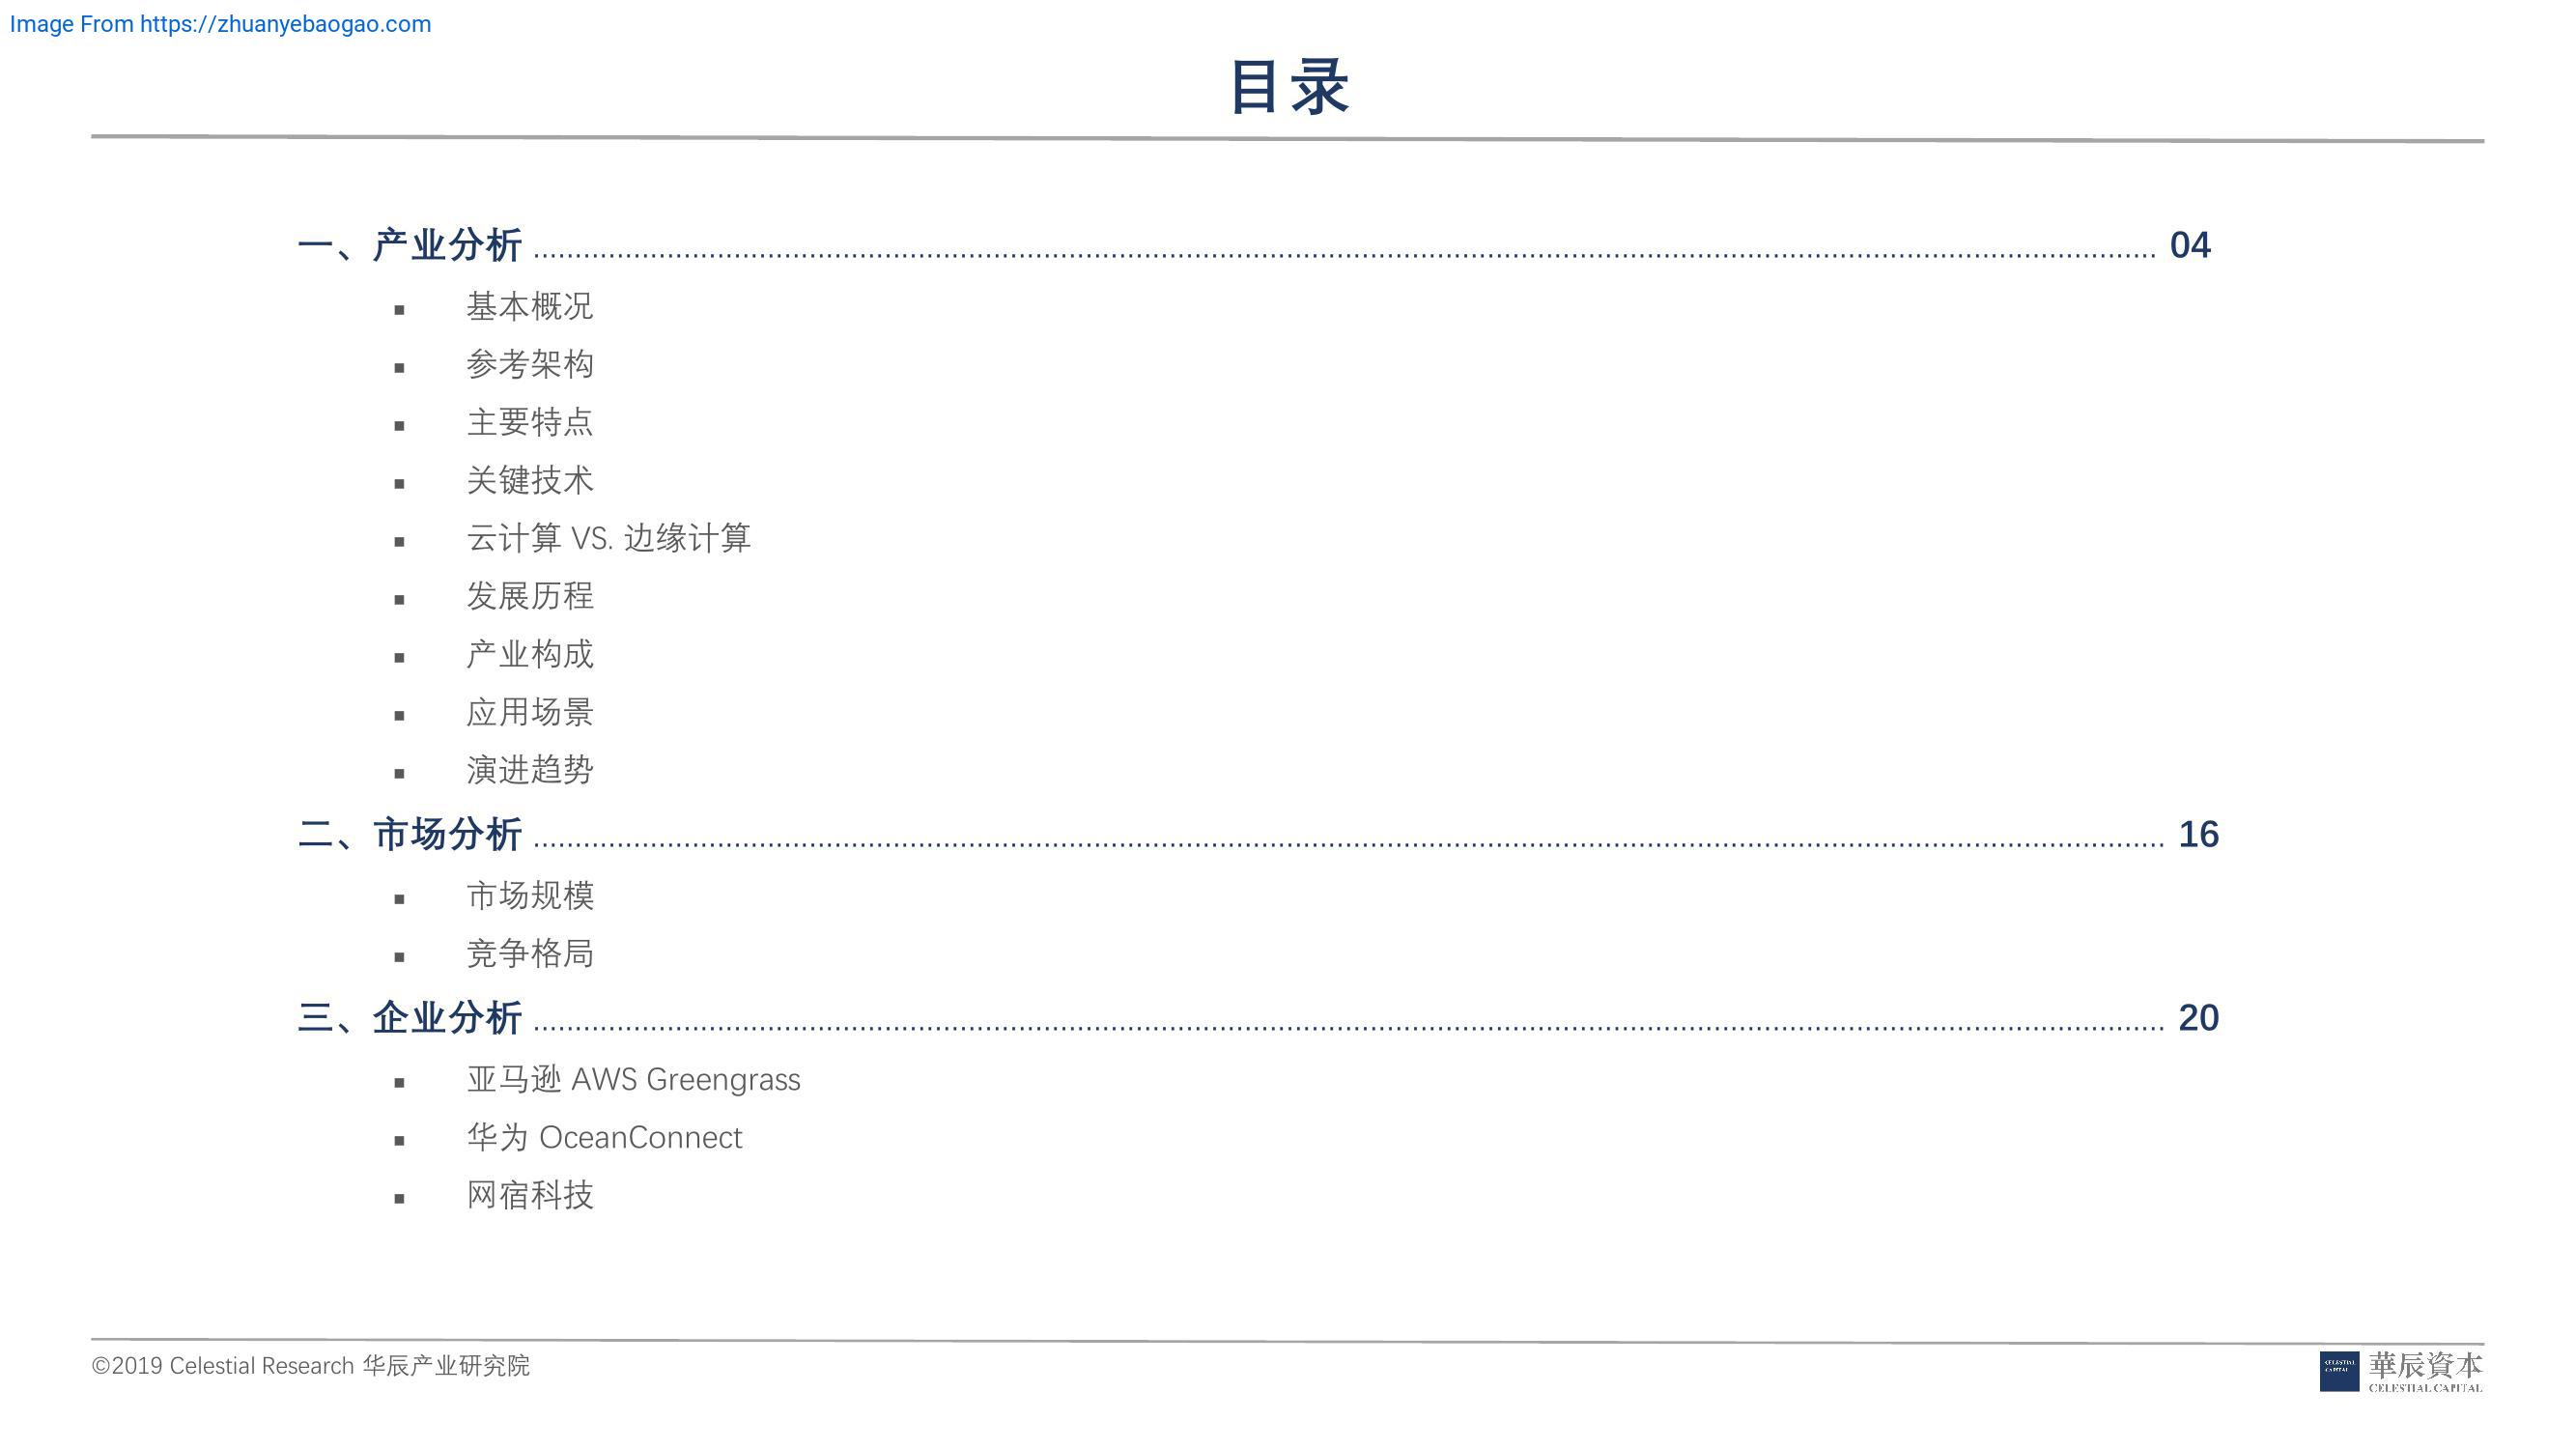 Image From https://zhuanyebaogao.com
目录
一、产业分析 ........................................ 04
▪ 基本概况
▪ 参考架构
▪ 主要特点
▪ 关键技术
▪ 云计算 VS. 边缘计算
▪ 发展历程
▪ 产业构成
▪ 应用场景
▪ 演进趋势
二、市场分析 ........................................ 16
▪ 市场规模
▪ 竞争格局
三、企业分析 ........................................ 20
▪ 亚马逊 AWS Greengrass
▪ 华为 OceanConnect
▪ 网宿科技
©2019 Celestial Research 华辰产业研究院
CELESTIAL
CAPITAL
華辰資本
CELESTIAL CAPITAL